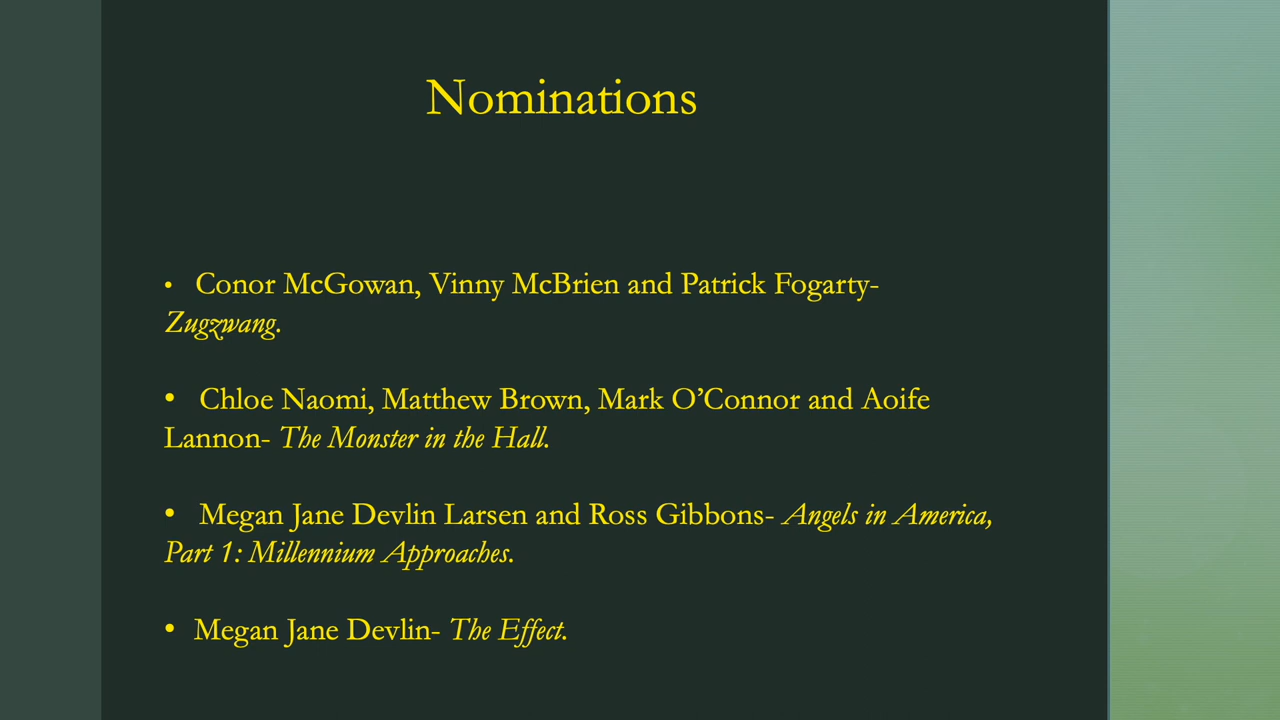 Nominations
• Conor McGowan, Vinny McBrien and Patrick Fogarty-
Zugzwang.
• Chloe Naomi, Matthew Brown, Mark O’Connor and Aoife
Lannon- The Monster in the Hall.
• Megan Jane Devlin Larsen and Ross Gibbons- Angels in America,
Part 1: Millennium Approaches.
• Megan Jane Devlin- The Effect.